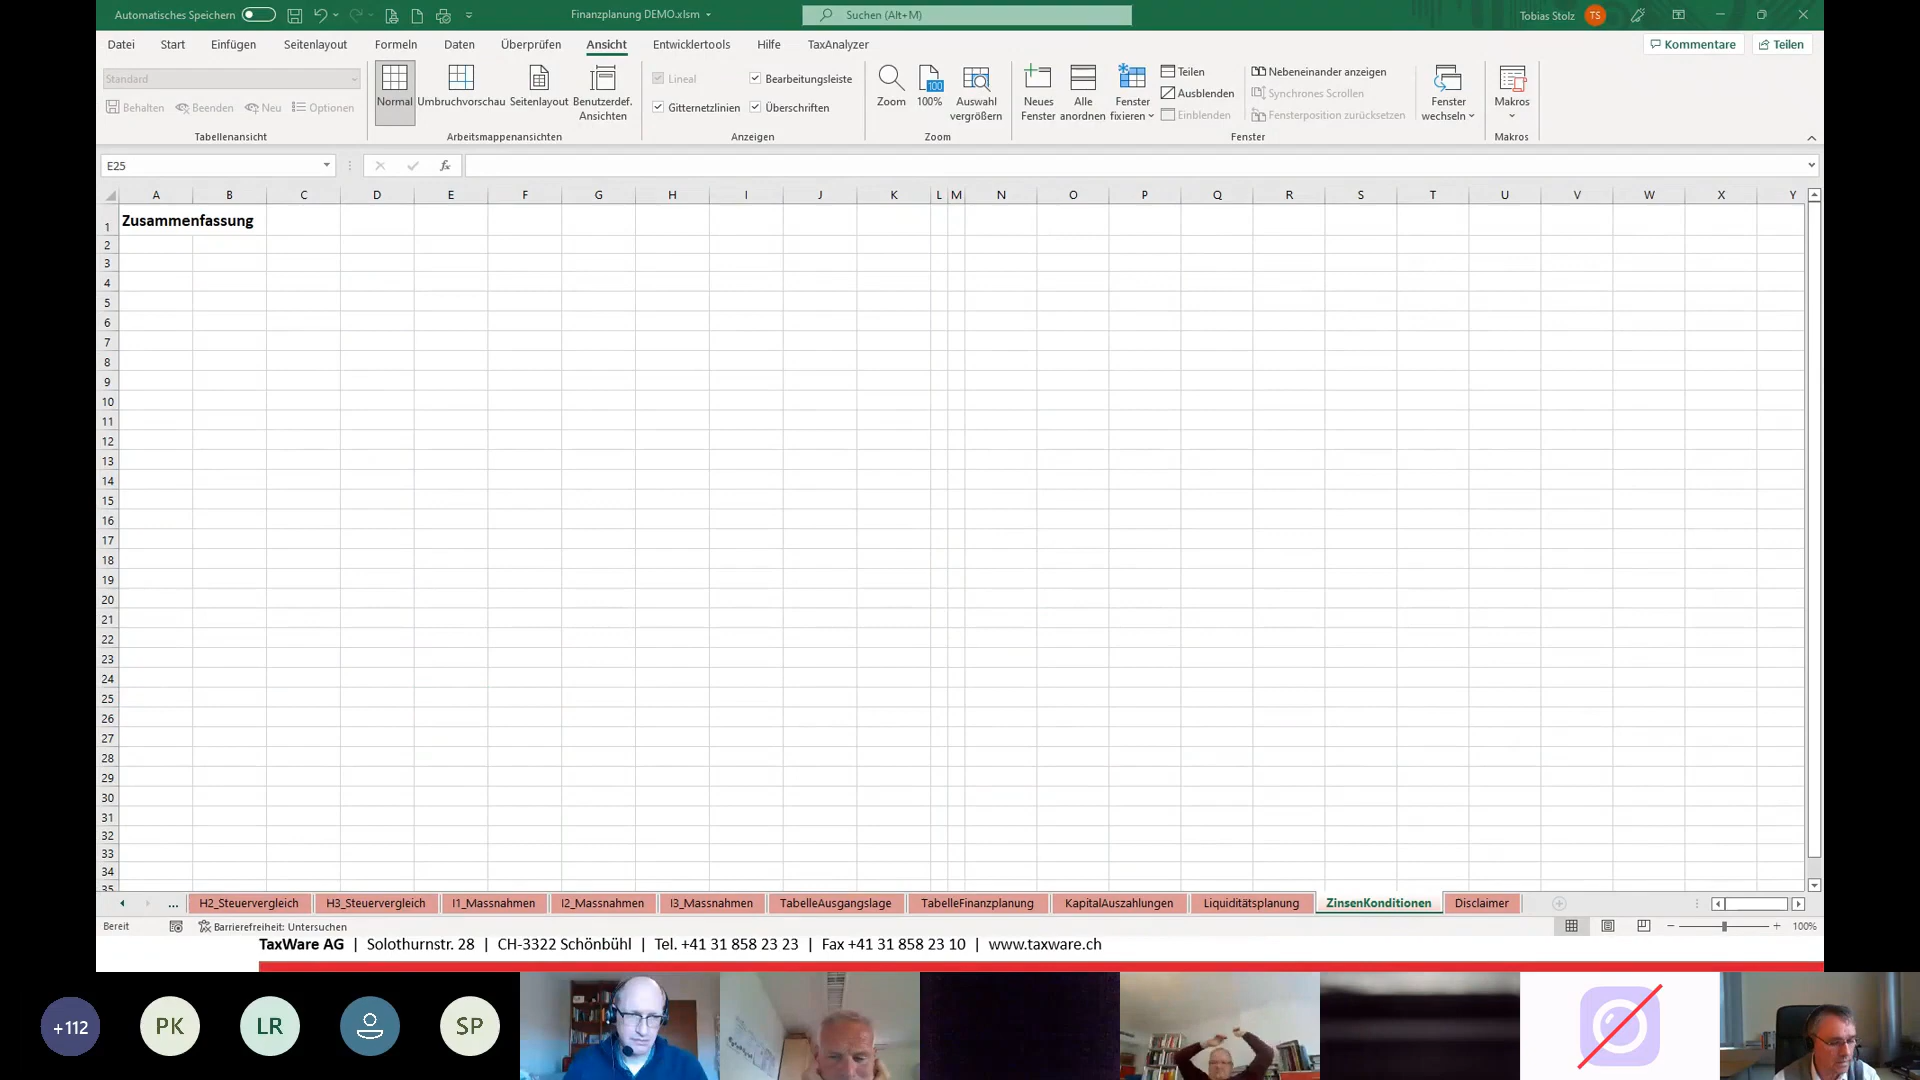 Automatisches Speichern
Finanzplanung DEMO.xlsm
Suchen (Alt+M)
Tobias Stolz TS
Datei Start Einfügen Seitenlayout Formeln Daten Überprüfen Ansicht Entwicklertools Hilfe TaxAnalyzer Kommentare Teilen
Standard
Behalten Beenden Neu Optionen
Tabellenansicht
Normal Umbruchvorschau Seitenlayout Benutzerdef. Ansichten
Arbeitsmappenansichten
Lineal Bearbeitungsleiste
Gitternetzlinien Überschriften
Anzeigen
Zoom 100% Auswahl vergrößern
100
Zoom
Neues Fenster Alle anordnen Fenster fixieren
Teilen
Ausblenden
Einblenden
Nebeneinander anzeigen
Synchrones Scrollen
Fensterposition zurücksetzen
Fenster wechseln
Fenster
Makros
Makros
E25 fx
A B C D E F G H I J K L M N O P Q R S T U V W X Y
1 Zusammenfassung
2
3
4
5
6
7
8
9
10
11
12
13
14
15
16
17
18
19
20
21
22
23
24
25
26
27
28
29
30
31
32
33
34
35
... H2_Steuervergleich H3_Steuervergleich I1_Massnahmen I2_Massnahmen I3_Massnahmen TabelleAusgangslage TabelleFinanzplanung KapitalAuszahlungen Liquiditätsplanung ZinsenKonditionen Disclaimer
Bereit Barrierefreiheit: Untersuchen 100%
TaxWare AG | Solothurnstr. 28 | CH-3322 Schönbühl | Tel. +41 31 858 23 23 | Fax +41 31 858 23 10 | www.taxware.ch
+112 PK LR SP